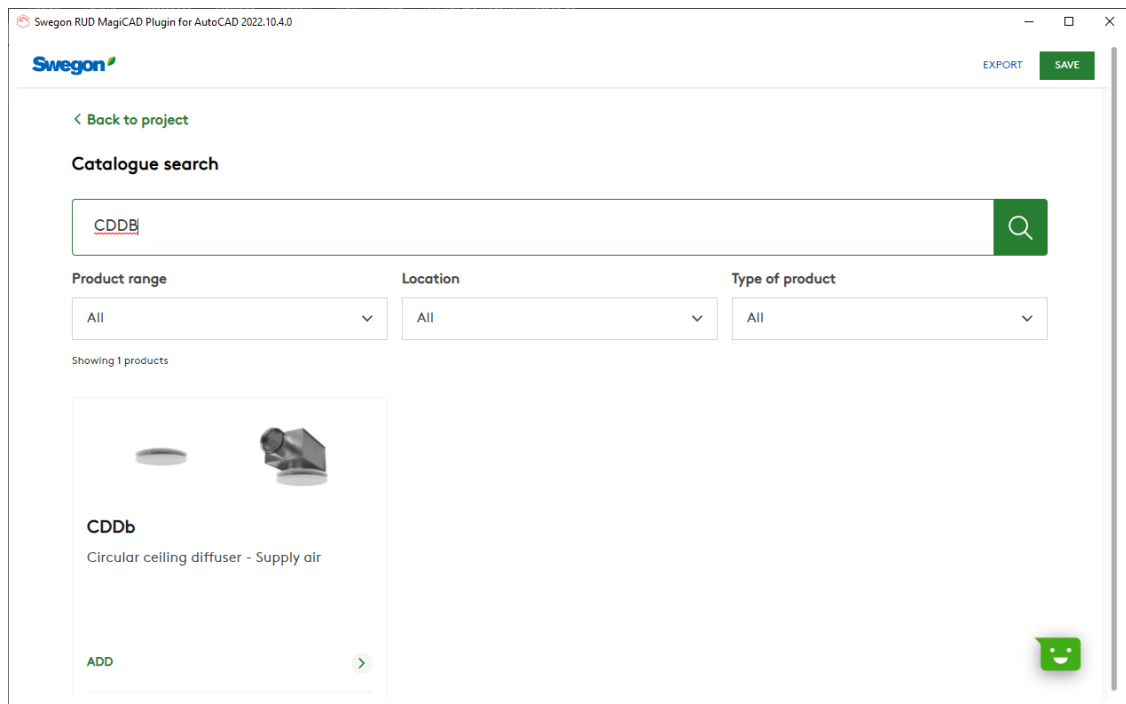 Swegon RUD MagiCAD Plugin for AutoCAD 2022.10.4.0
Swegon
EXPORT
SAVE
Back to project
Catalogue search
CDDB
Product range
Location
Type of product
All
All
All
Showing 1 products
CDDb
Circular ceiling diffuser - Supply air
ADD